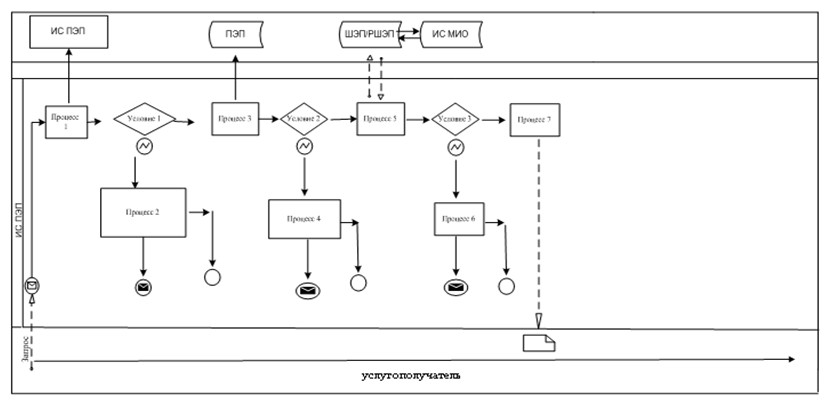 ИС ПЭП
ПЭП
ШЭП/РШЭП
ИС МИО
Процесс
1
Условие 1
Процесс 3
Условие 2
Процесс 5
Условие 3
Процесс 7
Процесс 2
Процесс 4
Процесс 6
ИС ПЭП
Запрос
услугополучатель